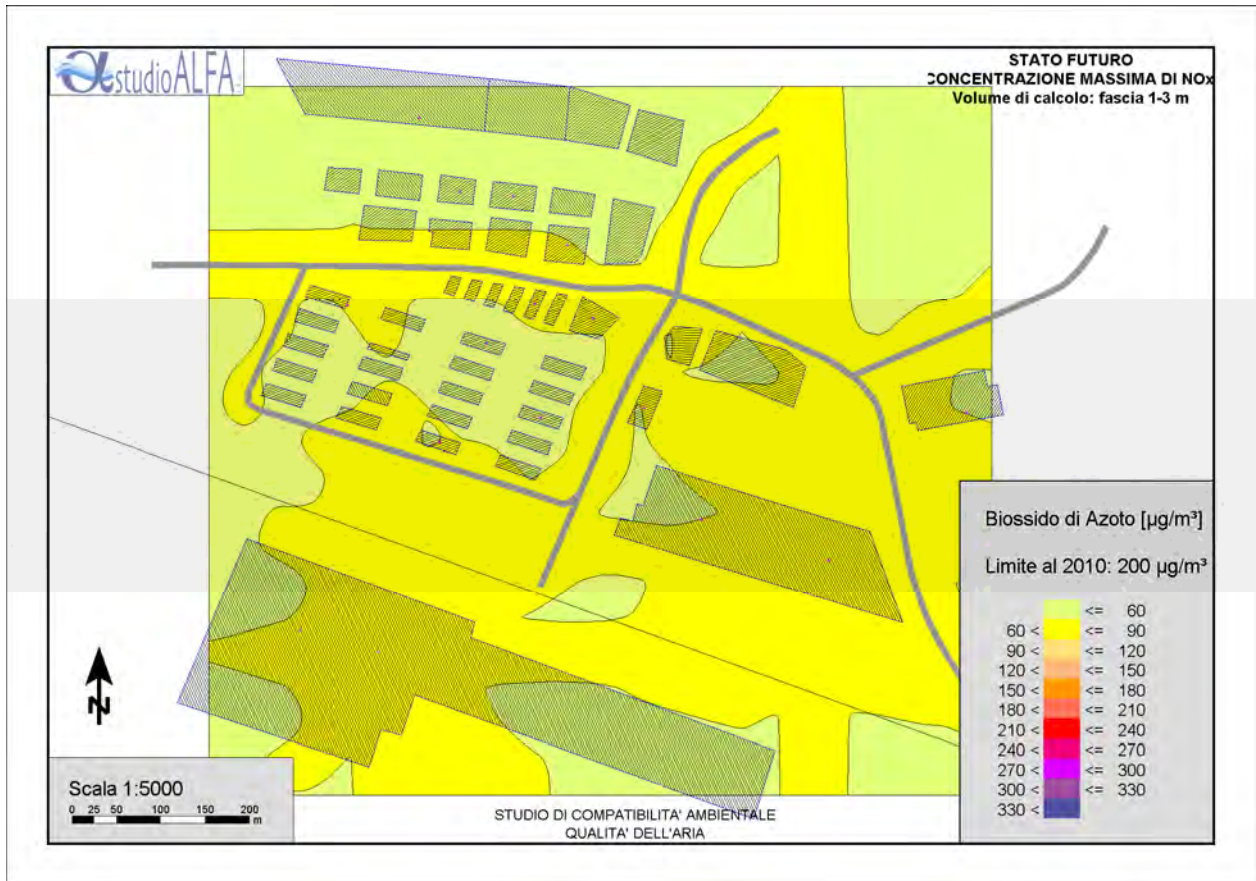 studioALFA
STATO FUTURO
CONCENTRAZIONE MASSIMA DI NOx
Volume di calcolo: fascia 1-3 m
Biossido di Azoto [µg/m³]
Limite al 2010: 200 µg/m³
<= 60
60 < <= 90
90 < <= 120
120 < <= 150
150 < <= 180
180 < <= 210
210 < <= 240
240 < <= 270
270 < <= 300
300 < <= 330
330 <
N
Scala 1:5000
0 25 50 100 150 200
m
STUDIO DI COMPATIBILITA' AMBIENTALE
QUALITA' DELL'ARIA